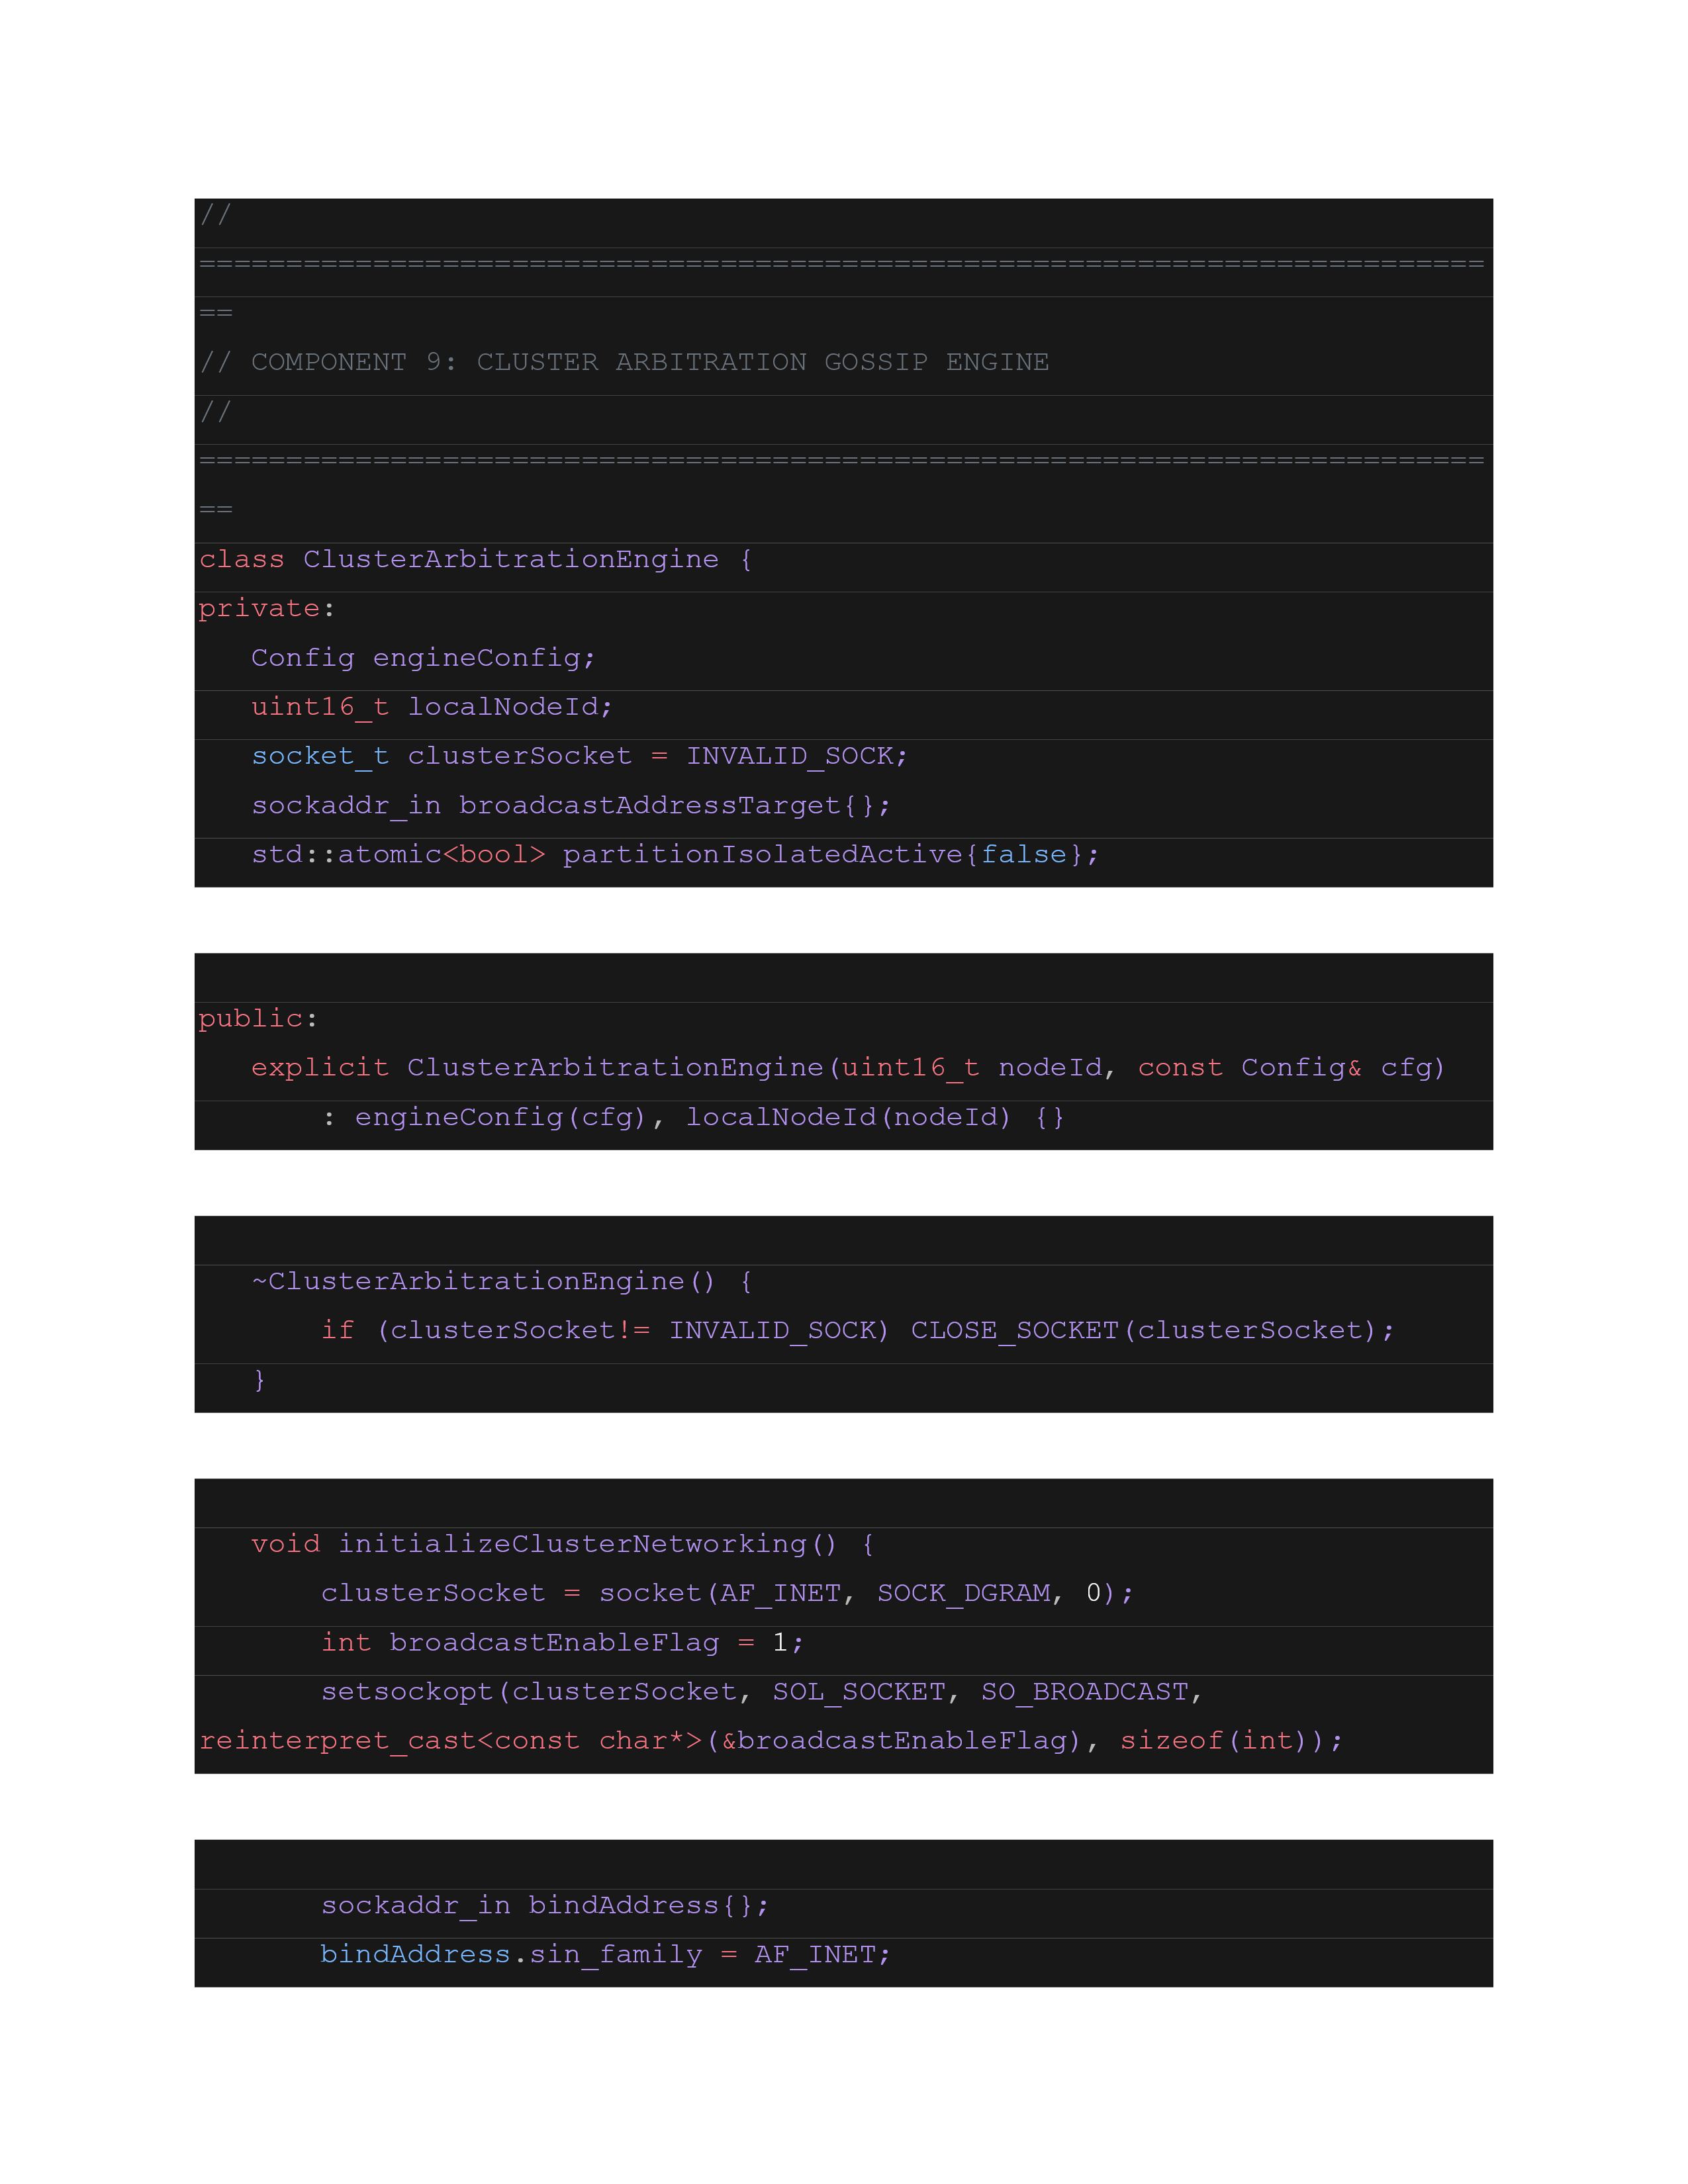 //
==========================================================================
==
// COMPONENT 9: CLUSTER ARBITRATION GOSSIP ENGINE
//
==========================================================================
==
class ClusterArbitrationEngine {
private:
   Config engineConfig;
   uint16_t localNodeId;
   socket_t clusterSocket = INVALID_SOCK;
   sockaddr_in broadcastAddressTarget{};
   std::atomic<bool> partitionIsolatedActive{false};
public:
   explicit ClusterArbitrationEngine(uint16_t nodeId, const Config& cfg)
       : engineConfig(cfg), localNodeId(nodeId) {}
   ~ClusterArbitrationEngine() {
       if (clusterSocket!= INVALID_SOCK) CLOSE_SOCKET(clusterSocket);
   }
   void initializeClusterNetworking() {
       clusterSocket = socket(AF_INET, SOCK_DGRAM, 0);
       int broadcastEnableFlag = 1;
       setsockopt(clusterSocket, SOL_SOCKET, SO_BROADCAST,
reinterpret_cast<const char*>(&broadcastEnableFlag), sizeof(int));
       sockaddr_in bindAddress{};
       bindAddress.sin_family = AF_INET;